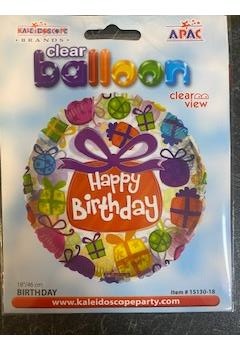 KALEIDOSCOPE
BRANDS
APAC
clear
balloon
clear
view
Happy
Birthday
18"/46 cm
BIRTHDAY
Item # 15130-18
www.kaleidoscopeparty.com